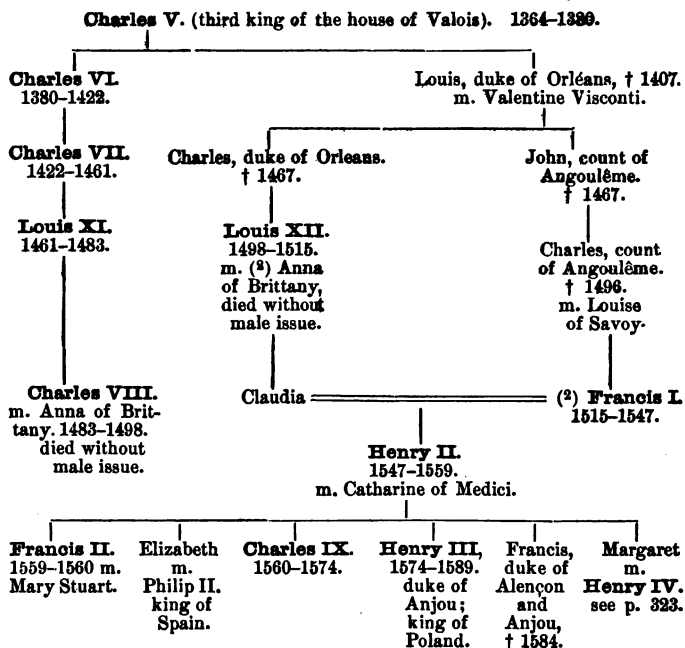 Charles V. (third king of the house of Valois). 1364–1380.
Charles VI.
1380–1422.
Louis, duke of Orléans, † 1407.
m. Valentine Visconti.
Charles VII.
1422–1461.
Charles, duke of Orleans.
† 1467.
John, count of
Angoulême.
† 1467.
Louis XI.
1461–1483.
Louis XII.
1498–1515.
m. (²) Anna
of Brittany,
died without
male issue.
Charles, count
of Angoulême.
† 1496.
m. Louise
of Savoy.
Charles VIII.
m. Anna of Brit-
tany. 1483–1498.
died without
male issue.
Claudia
(²) Francis I.
1515–1547.
Henry II.
1547–1559.
m. Catharine of Medici.
Francis II.
1559–1560 m.
Mary Stuart.
Elizabeth
m.
Philip II.
king of
Spain.
Charles IX.
1560–1574.
Henry III,
1574–1589.
duke of
Anjou;
king of
Poland.
Francis,
duke of
Alençon
and
Anjou,
† 1584.
Margaret
m.
Henry IV.
see p. 323.